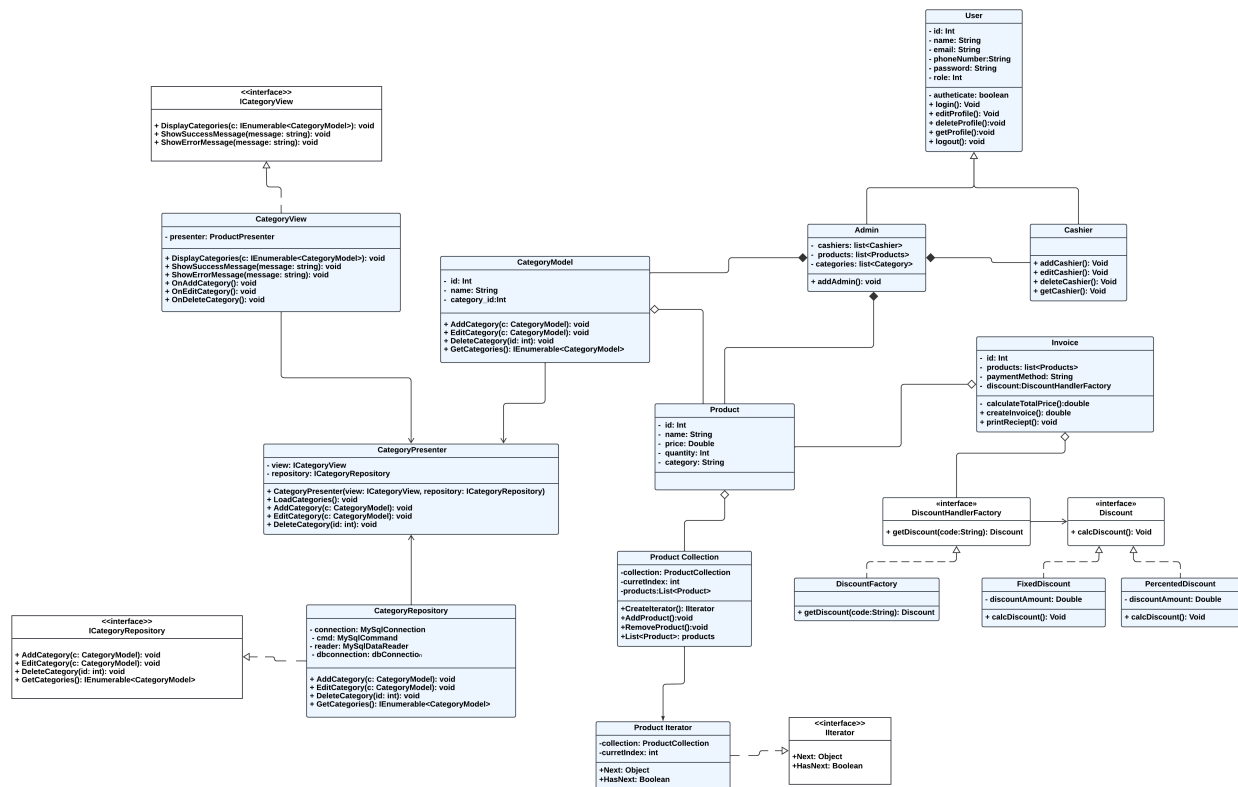 User
- id: Int
- name: String
- email: String
- phoneNumber:String
- password: String
- role: Int
- autheticate: boolean
+ login(): Void
+ editProfile(): Void
+ deleteProfile():void
+ getProfile():void
+ logout(): void
<<interface>>
ICategoryView
+ DisplayCategories(c: IEnumerable<CategoryModel>): void
+ ShowSuccessMessage(message: string): void
+ ShowErrorMessage(message: string): void
CategoryView
- presenter: ProductPresenter
+ DisplayCategories(c: IEnumerable<CategoryModel>): void
+ ShowSuccessMessage(message: string): void
+ ShowErrorMessage(message: string): void
+ OnAddCategory(): void
+ OnEditCategory(): void
+ OnDeleteCategory(): void
CategoryModel
- id: Int
- name: String
- category_id:Int
+ AddCategory(c: CategoryModel): void
+ EditCategory(c: CategoryModel): void
+ DeleteCategory(id: int): void
+ GetCategories(): IEnumerable<CategoryModel>
Admin
- cashiers: list<Cashier>
- products: list<Products>
- categories: list<Category>
+ addAdmin(): void
Cashier
+ addCashier(): Void
+ editCashier(): Void
+ deleteCashier(): Void
+ getCashier(): Void
Invoice
- id: Int
- products: list<Products>
- paymentMethod: String
- discount:DiscountHandlerFactory
- calculateTotalPrice():double
+ createInvoice(): double
+ printReciept(): void
Product
- id: Int
- name: String
- price: Double
- quantity: Int
- category: String
CategoryPresenter
- view: ICategoryView
- repository: ICategoryRepository
+ CategoryPresenter(view: ICategoryView, repository: ICategoryRepository)
+ LoadCategories(): void
+ AddCategory(c: CategoryModel): void
+ EditCategory(c: CategoryModel): void
+ DeleteCategory(id: int): void
«interface»
DiscountHandlerFactory
+ getDiscount(code:String): Discount
«interface»
Discount
+ calcDiscount(): Void
DiscountFactory
+ getDiscount(code:String): Discount
FixedDiscount
- discountAmount: Double
+ calcDiscount(): Void
PercentedDiscount
- discountAmount: Double
+ calcDiscount(): Void
Product Collection
-collection: ProductCollection
-curretIndex: int
-products:List<Product>
+CreateIterator(): IIterator
+AddProduct():void
+RemoveProduct():void
+List<Product>: products
<<interface>>
ICategoryRepository
+ AddCategory(c: CategoryModel): void
+ EditCategory(c: CategoryModel): void
+ DeleteCategory(id: int): void
+ GetCategories(): IEnumerable<CategoryModel>
CategoryRepository
- connection: MySqlConnection
- cmd: MySqlCommand
- reader: MySqlDataReader
- dbconnection: dbConnection
+ AddCategory(c: CategoryModel): void
+ EditCategory(c: CategoryModel): void
+ DeleteCategory(id: int): void
+ GetCategories(): IEnumerable<CategoryModel>
Product Iterator
-collection: ProductCollection
-curretIndex: int
+Next: Object
+HasNext: Boolean
<<interface>>
IIterator
+Next: Object
+HasNext: Boolean